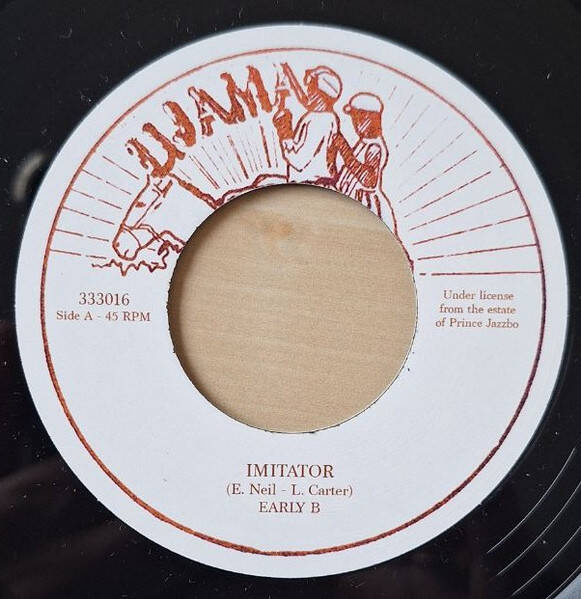 UJAMA
333016
Side A - 45 RPM
Under license
from the estate
of Prince Jazzbo
IMITATOR
(E. Neil - L. Carter)
EARLY B